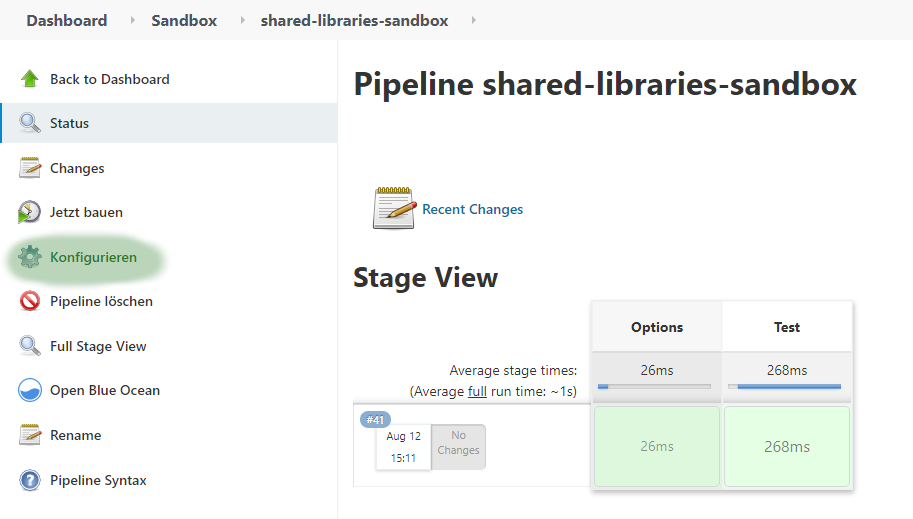 Dashboard Sandbox shared-libraries-sandbox
Back to Dashboard
Status
Changes
Jetzt bauen
Konfigurieren
Pipeline löschen
Full Stage View
Open Blue Ocean
Rename
Pipeline Syntax
Pipeline shared-libraries-sandbox
Recent Changes
Stage View
Options Test
Average stage times: 26ms 268ms
(Average full run time: ~1s)
#41
Aug 12
15:11
No
Changes
26ms 268ms